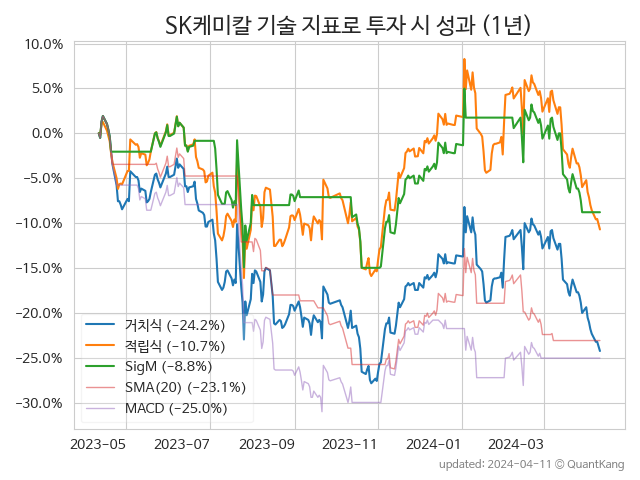 SK케미칼 기술 지표로 투자 시 성과 (1년)
10.0%
5.0%
0.0%
−5.0%
−10.0%
−15.0%
−20.0%
−25.0%
−30.0%
거치식 (−24.2%)
적립식 (−10.7%)
SigM (−8.8%)
SMA(20) (−23.1%)
MACD (−25.0%)
2023-05 2023-07 2023-09 2023-11 2024-01 2024-03
updated: 2024-04-11 © QuantKang